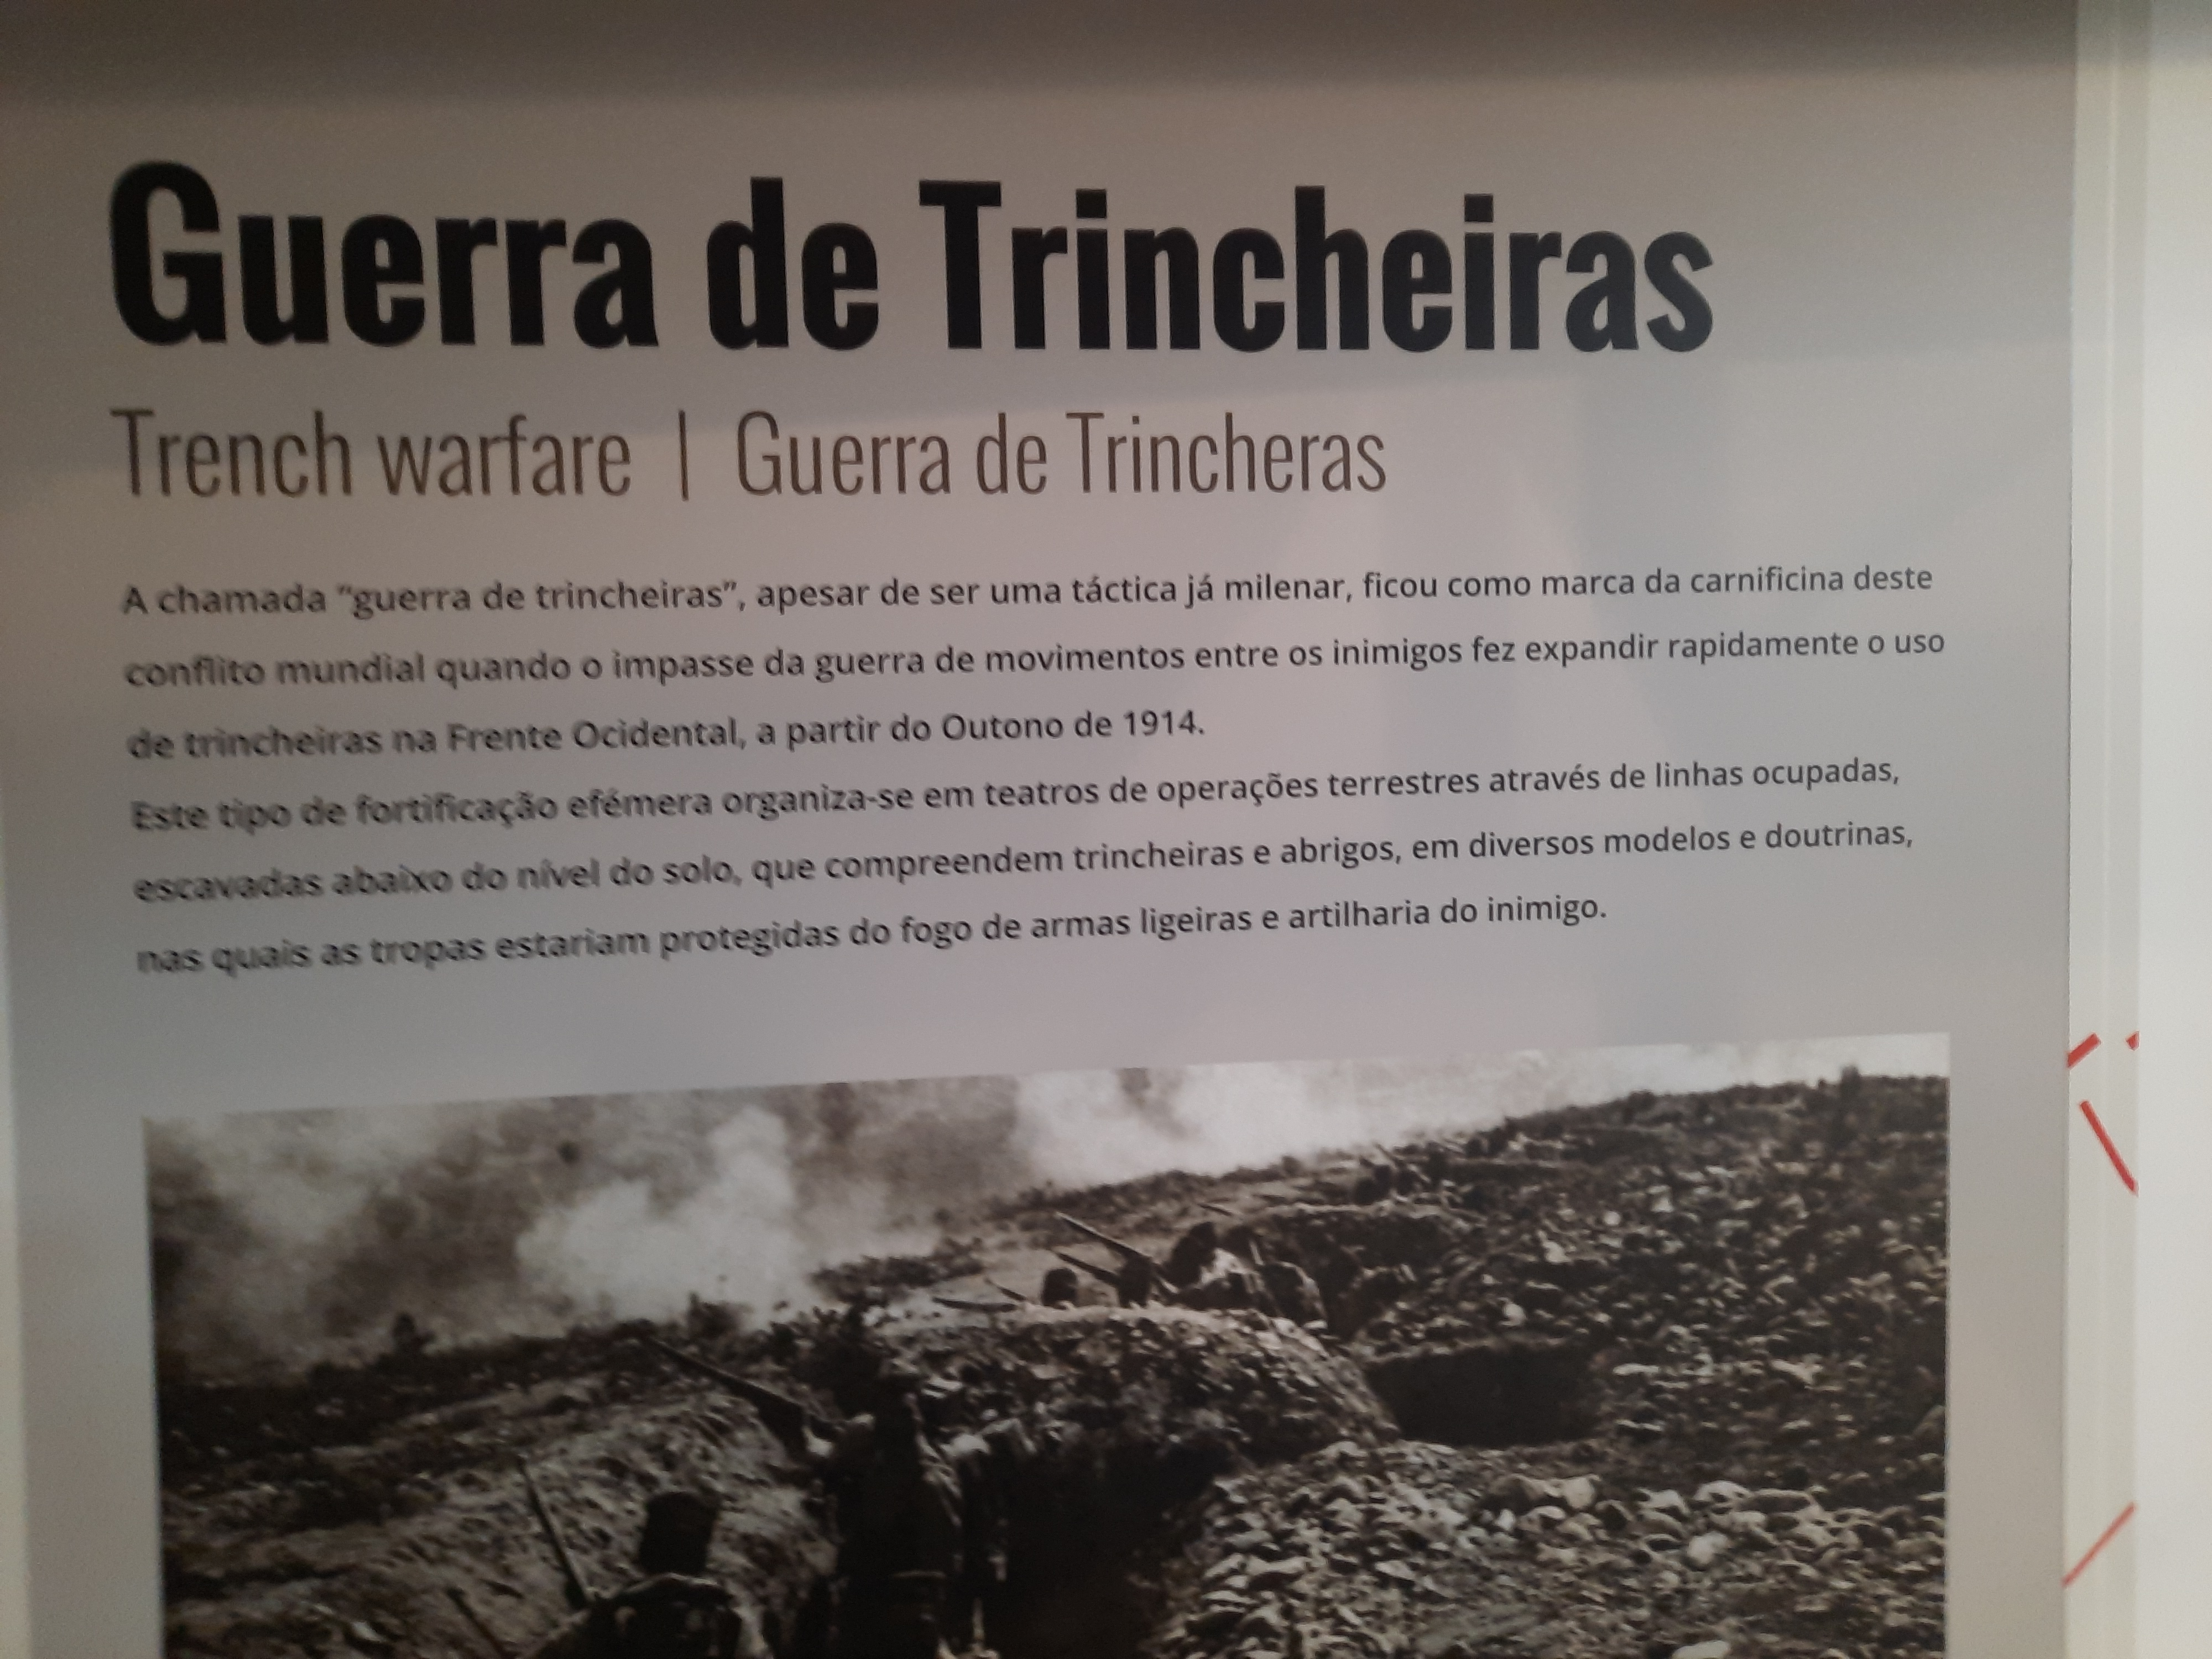 Guerra de Trincheiras
Trench warfare | Guerra de Trincheras
A chamada "guerra de trincheiras”, apesar de ser uma táctica já milenar, ficou como marca da carnificina deste
conflito mundial quando o impasse da guerra de movimentos entre os inimigos fez expandir rapidamente o uso
de trincheiras na Frente Ocidental, a partir do Outono de 1914.
Este tipo de fortificação efémera organiza-se em teatros de operações terrestres através de linhas ocupadas,
escavadas abaixo do nível do solo, que compreendem trincheiras e abrigos, em diversos modelos e doutrinas,
nas quais as tropas estariam protegidas do fogo de armas ligeiras e artilharia do inimigo.